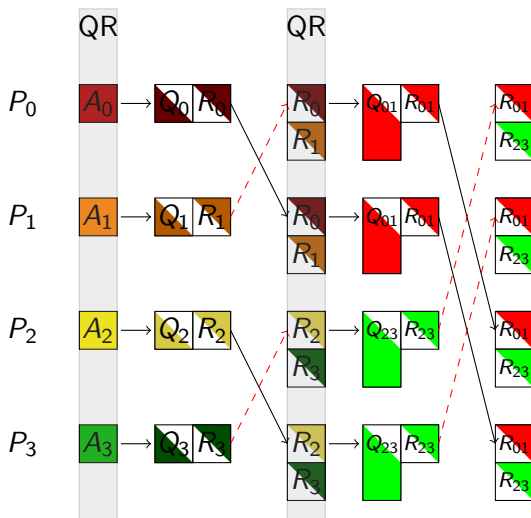 QR QR
P₀ A₀ Q₀ R₀ R₀ Q₀₁ R₀₁ R₀₁
R₁ R₂₃
P₁ A₁ Q₁ R₁ R₀ Q₀₁ R₀₁ R₀₁
R₁ R₂₃
P₂ A₂ Q₂ R₂ R₂ Q₂₃ R₂₃ R₀₁
R₃ R₂₃
P₃ A₃ Q₃ R₃ R₂ Q₂₃ R₂₃ R₀₁
R₃ R₂₃